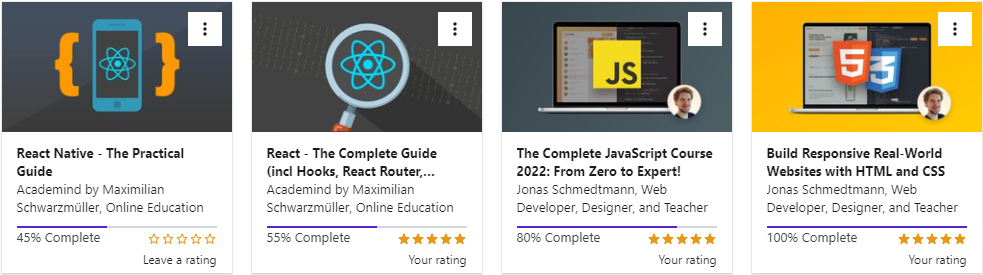 React Native - The Practical
Guide
Academind by Maximilian
Schwarzmüller, Online Education
45% Complete
Leave a rating
React - The Complete Guide
(incl Hooks, React Router,...
Academind by Maximilian
Schwarzmüller, Online Education
55% Complete
Your rating
JS
The Complete JavaScript Course
2022: From Zero to Expert!
Jonas Schmedtmann, Web
Developer, Designer, and Teacher
80% Complete
Your rating
5 3
Build Responsive Real-World
Websites with HTML and CSS
Jonas Schmedtmann, Web
Developer, Designer, and Teacher
100% Complete
Your rating